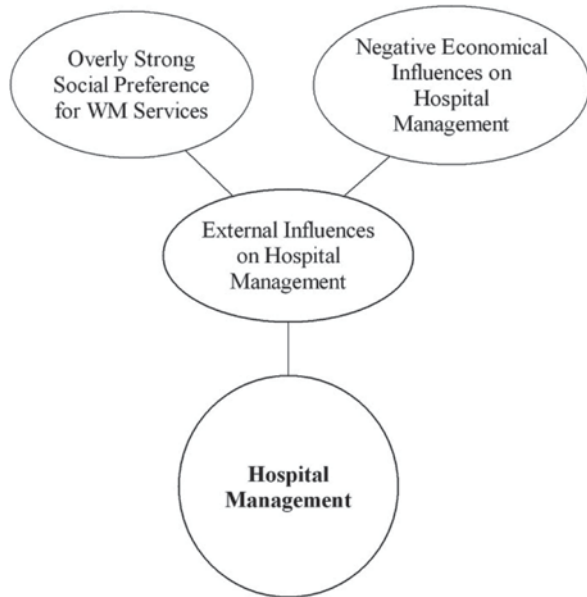 Overly Strong
Social Preference
for WM Services
Negative Economical
Influences on
Hospital
Management
External Influences
on Hospital
Management
Hospital
Management